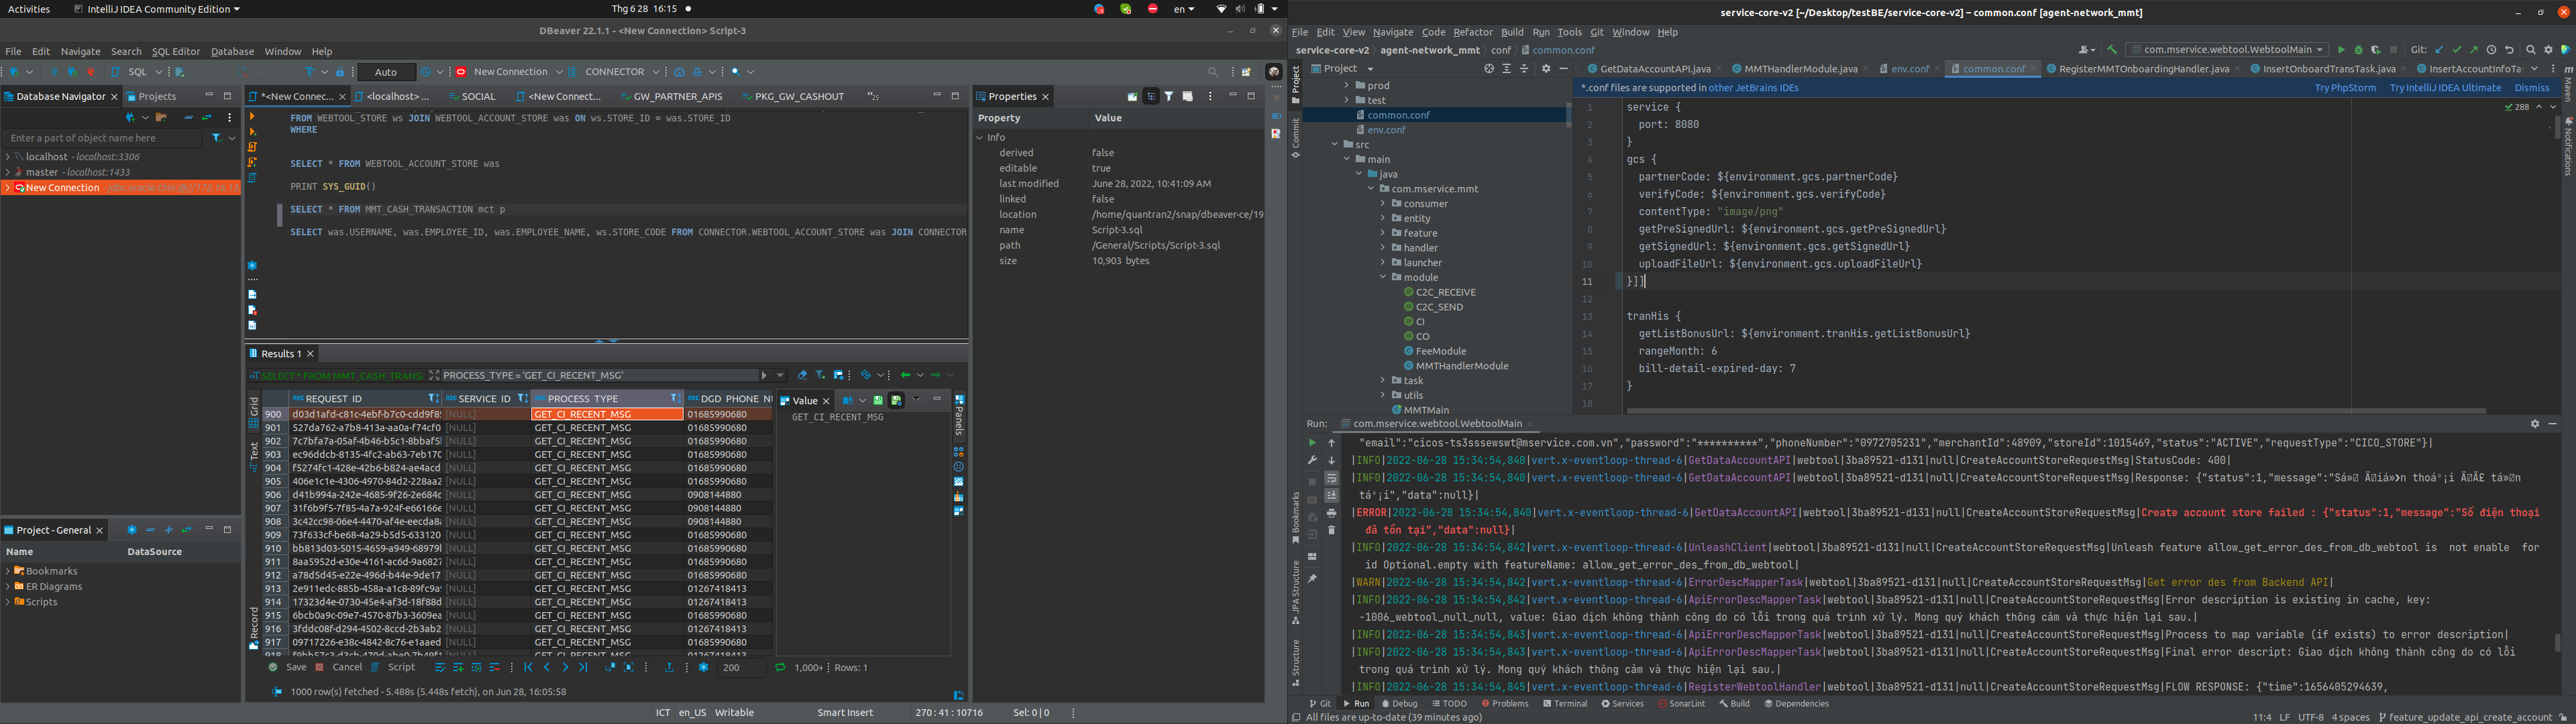 Activities
IntelliJ IDEA Community Edition
Thg 6 28 16:15
en
DBeaver 22.1.1 - <New Connection> Script-3
File Edit Navigate Search SQL Editor Database Window Help
SQL
Auto
New Connection
CONNECTOR
Database Navigator
Projects
Enter a part of object name here
localhost - localhost:3306
master - localhost:1433
New Connection - jdbc:oracle:thin:@//172.16.13
Project - General
Name DataSource
Bookmarks
ER Diagrams
Scripts
*<New Connec...
<localhost> ...
SOCIAL
<New Connec...
GW_PARTNER_APIS
PKG_GW_CASHOUT
FROM WEBTOOL_STORE ws JOIN WEBTOOL_ACCOUNT_STORE was ON ws.STORE_ID = was.STORE_ID
WHERE
SELECT * FROM WEBTOOL_ACCOUNT_STORE was
PRINT SYS_GUID()
SELECT * FROM MMT_CASH_TRANSACTION mct p
SELECT was.USERNAME, was.EMPLOYEE_ID, was.EMPLOYEE_NAME, ws.STORE_CODE FROM CONNECTOR.WEBTOOL_ACCOUNT_STORE was JOIN CONNECTOR
Properties
Property Value
Info
derived false
editable true
last modified June 28, 2022, 10:41:09 AM
linked false
location /home/quantran2/snap/dbeaver-ce/19
name Script-3.sql
path /General/Scripts/Script-3.sql
size 10,903 bytes
Results 1
SELECT * FROM MMT_CASH_TRANS
PROCESS_TYPE = 'GET_CI_RECENT_MSG'
Grid
Text
Record
REQUEST_ID SERVICE_ID PROCESS_TYPE DGD_PHONE_N
900 d03d1afd-c81c-4ebf-b7c0-cdd9f8 [NULL] GET_CI_RECENT_MSG 01685990680
901 527da762-a7b8-413a-aa0a-f74cf0 [NULL] GET_CI_RECENT_MSG 01685990680
902 7c7bfa7a-05af-4b46-b5c1-8bbaf5 [NULL] GET_CI_RECENT_MSG 01685990680
903 ec96ddcb-8135-4fc2-ab63-7eb170 [NULL] GET_CI_RECENT_MSG 01685990680
904 f5274fc1-428e-42b6-b824-ae4acd [NULL] GET_CI_RECENT_MSG 01685990680
905 406e1c1e-4306-4970-84d2-228aa2 [NULL] GET_CI_RECENT_MSG 01685990680
906 d41b994a-242e-4685-9f26-2e684c [NULL] GET_CI_RECENT_MSG 0908144880
907 31f6b9f5-7f85-4a7a-924f-e66166e [NULL] GET_CI_RECENT_MSG 0908144880
908 3c42cc98-06e4-4470-af4e-eecda8 [NULL] GET_CI_RECENT_MSG 0908144880
909 73f633cf-be68-4a29-b5d5-633120 [NULL] GET_CI_RECENT_MSG 01685990680
910 bb813d03-5015-4659-a949-68979 [NULL] GET_CI_RECENT_MSG 01685990680
911 8aa5952d-e30e-4161-ac6d-9a6827 [NULL] GET_CI_RECENT_MSG 01685990680
912 a78d5d45-e22e-496d-b44e-9de17 [NULL] GET_CI_RECENT_MSG 01685990680
913 2e911edc-885b-458a-a1c8-89fc9a [NULL] GET_CI_RECENT_MSG 01267418413
914 17323d4e-0730-45e4-af3d-18f88d [NULL] GET_CI_RECENT_MSG 01267418413
915 6bcb0a9c-09e7-4570-87b3-3609ea [NULL] GET_CI_RECENT_MSG 01685990680
916 3fddc08f-d294-4502-8ccd-2b3ab2 [NULL] GET_CI_RECENT_MSG 01267418413
917 09717226-e38c-4842-8c76-e1aaed [NULL] GET_CI_RECENT_MSG 01685990680
Value
GET_CI_RECENT_MSG
Panels
Save Cancel Script
200
1,000+
Rows: 1
1000 row(s) fetched - 5.488s (5.448s fetch), on Jun 28, 16:05:58
ICT en_US Writable Smart Insert 270 : 41 : 10716 Sel: 0 | 0
service-core-v2 [~/Desktop/testBE/service-core-v2] – common.conf [agent-network_mmt]
File Edit View Navigate Code Refactor Build Run Tools Git Window Help
service-core-v2 agent-network_mmt conf common.conf
com.mservice.webtool.WebtoolMain
Git:
Project
Commit
Bookmarks
JPA Structure
Structure
Project
prod
test
common.conf
env.conf
src
main
java
com.mservice.mmt
consumer
entity
feature
handler
launcher
module
C2C_RECEIVE
C2C_SEND
CI
CO
FeeModule
MMTHandlerModule
task
utils
MMTMain
GetDataAccountAPI.java
MMTHandlerModule.java
env.conf
common.conf
RegisterMMTOnboardingHandler.java
InsertOnboardTransTask.java
InsertAccountInfoTas
*.conf files are supported in other JetBrains IDEs
Try PhpStorm
Try IntelliJ IDEA Ultimate
Dismiss
288
1 service {
2 port: 8080
3 }
4 gcs {
5 partnerCode: ${environment.gcs.partnerCode}
6 verifyCode: ${environment.gcs.verifyCode}
7 contentType: "image/png"
8 getPreSignedUrl: ${environment.gcs.getPreSignedUrl}
9 getSignedUrl: ${environment.gcs.getSignedUrl}
10 uploadFileUrl: ${environment.gcs.uploadFileUrl}
11 }]]
12
13 tranHis {
14 getListBonusUrl: ${environment.tranHis.getListBonusUrl}
15 rangeMonth: 6
16 bill-detail-expired-day: 7
17 }
18
Maven
Notifications
Run: com.mservice.webtool.WebtoolMain
"email":"cicos-ts3sssewswt@mservice.com.vn","password":"**********","phoneNumber":"0972705231","merchantId":48909,"storeId":1015469,"status":"ACTIVE","requestType":"CICO_STORE"}|
|INFO|2022-06-28 15:34:54,840|vert.x-eventloop-thread-6|GetDataAccountAPI|webtool|3ba89521-d131|null|CreateAccountStoreRequestMsg|StatusCode: 400|
|INFO|2022-06-28 15:34:54,840|vert.x-eventloop-thread-6|GetDataAccountAPI|webtool|3ba89521-d131|null|CreateAccountStoreRequestMsg|Response: {"status":1,"message":
","data":null}|
|ERROR|2022-06-28 15:34:54,840|vert.x-eventloop-thread-6|GetDataAccountAPI|webtool|3ba89521-d131|null|CreateAccountStoreRequestMsg|Create account store failed : {"status":1,"message":"Số điện thoại
đã tồn tại","data":null}|
|INFO|2022-06-28 15:34:54,842|vert.x-eventloop-thread-6|UnleashClient|webtool|3ba89521-d131|null|CreateAccountStoreRequestMsg|Unleash feature allow_get_error_des_from_db_webtool is not enable for
id Optional.empty with featureName: allow_get_error_des_from_db_webtool|
|WARN|2022-06-28 15:34:54,842|vert.x-eventloop-thread-6|ErrorDescMapperTask|webtool|3ba89521-d131|null|CreateAccountStoreRequestMsg|Get error des from Backend API|
|INFO|2022-06-28 15:34:54,842|vert.x-eventloop-thread-6|ApiErrorDescMapperTask|webtool|3ba89521-d131|null|CreateAccountStoreRequestMsg|Error description is existing in cache, key:
-1006_webtool_null_null, value: Giao dịch không thành công do có lỗi trong quá trình xử lý. Mong quý khách thông cảm và thực hiện lại sau.|
|INFO|2022-06-28 15:34:54,843|vert.x-eventloop-thread-6|ApiErrorDescMapperTask|webtool|3ba89521-d131|null|CreateAccountStoreRequestMsg|Process to map variable (if exists) to error description|
|INFO|2022-06-28 15:34:54,843|vert.x-eventloop-thread-6|ApiErrorDescMapperTask|webtool|3ba89521-d131|null|CreateAccountStoreRequestMsg|Final error descript: Giao dịch không thành công do có lỗi
trong quá trình xử lý. Mong quý khách thông cảm và thực hiện lại sau.|
|INFO|2022-06-28 15:34:54,845|vert.x-eventloop-thread-6|RegisterWebtoolHandler|webtool|3ba89521-d131|null|CreateAccountStoreRequestMsg|FLOW RESPONSE: {"time":1656405294639,
Git Run Debug TODO Problems Terminal Services SonarLint Build Dependencies
All files are up-to-date (39 minutes ago)
11:4 LF UTF-8 4 spaces feature_update_api_create_account